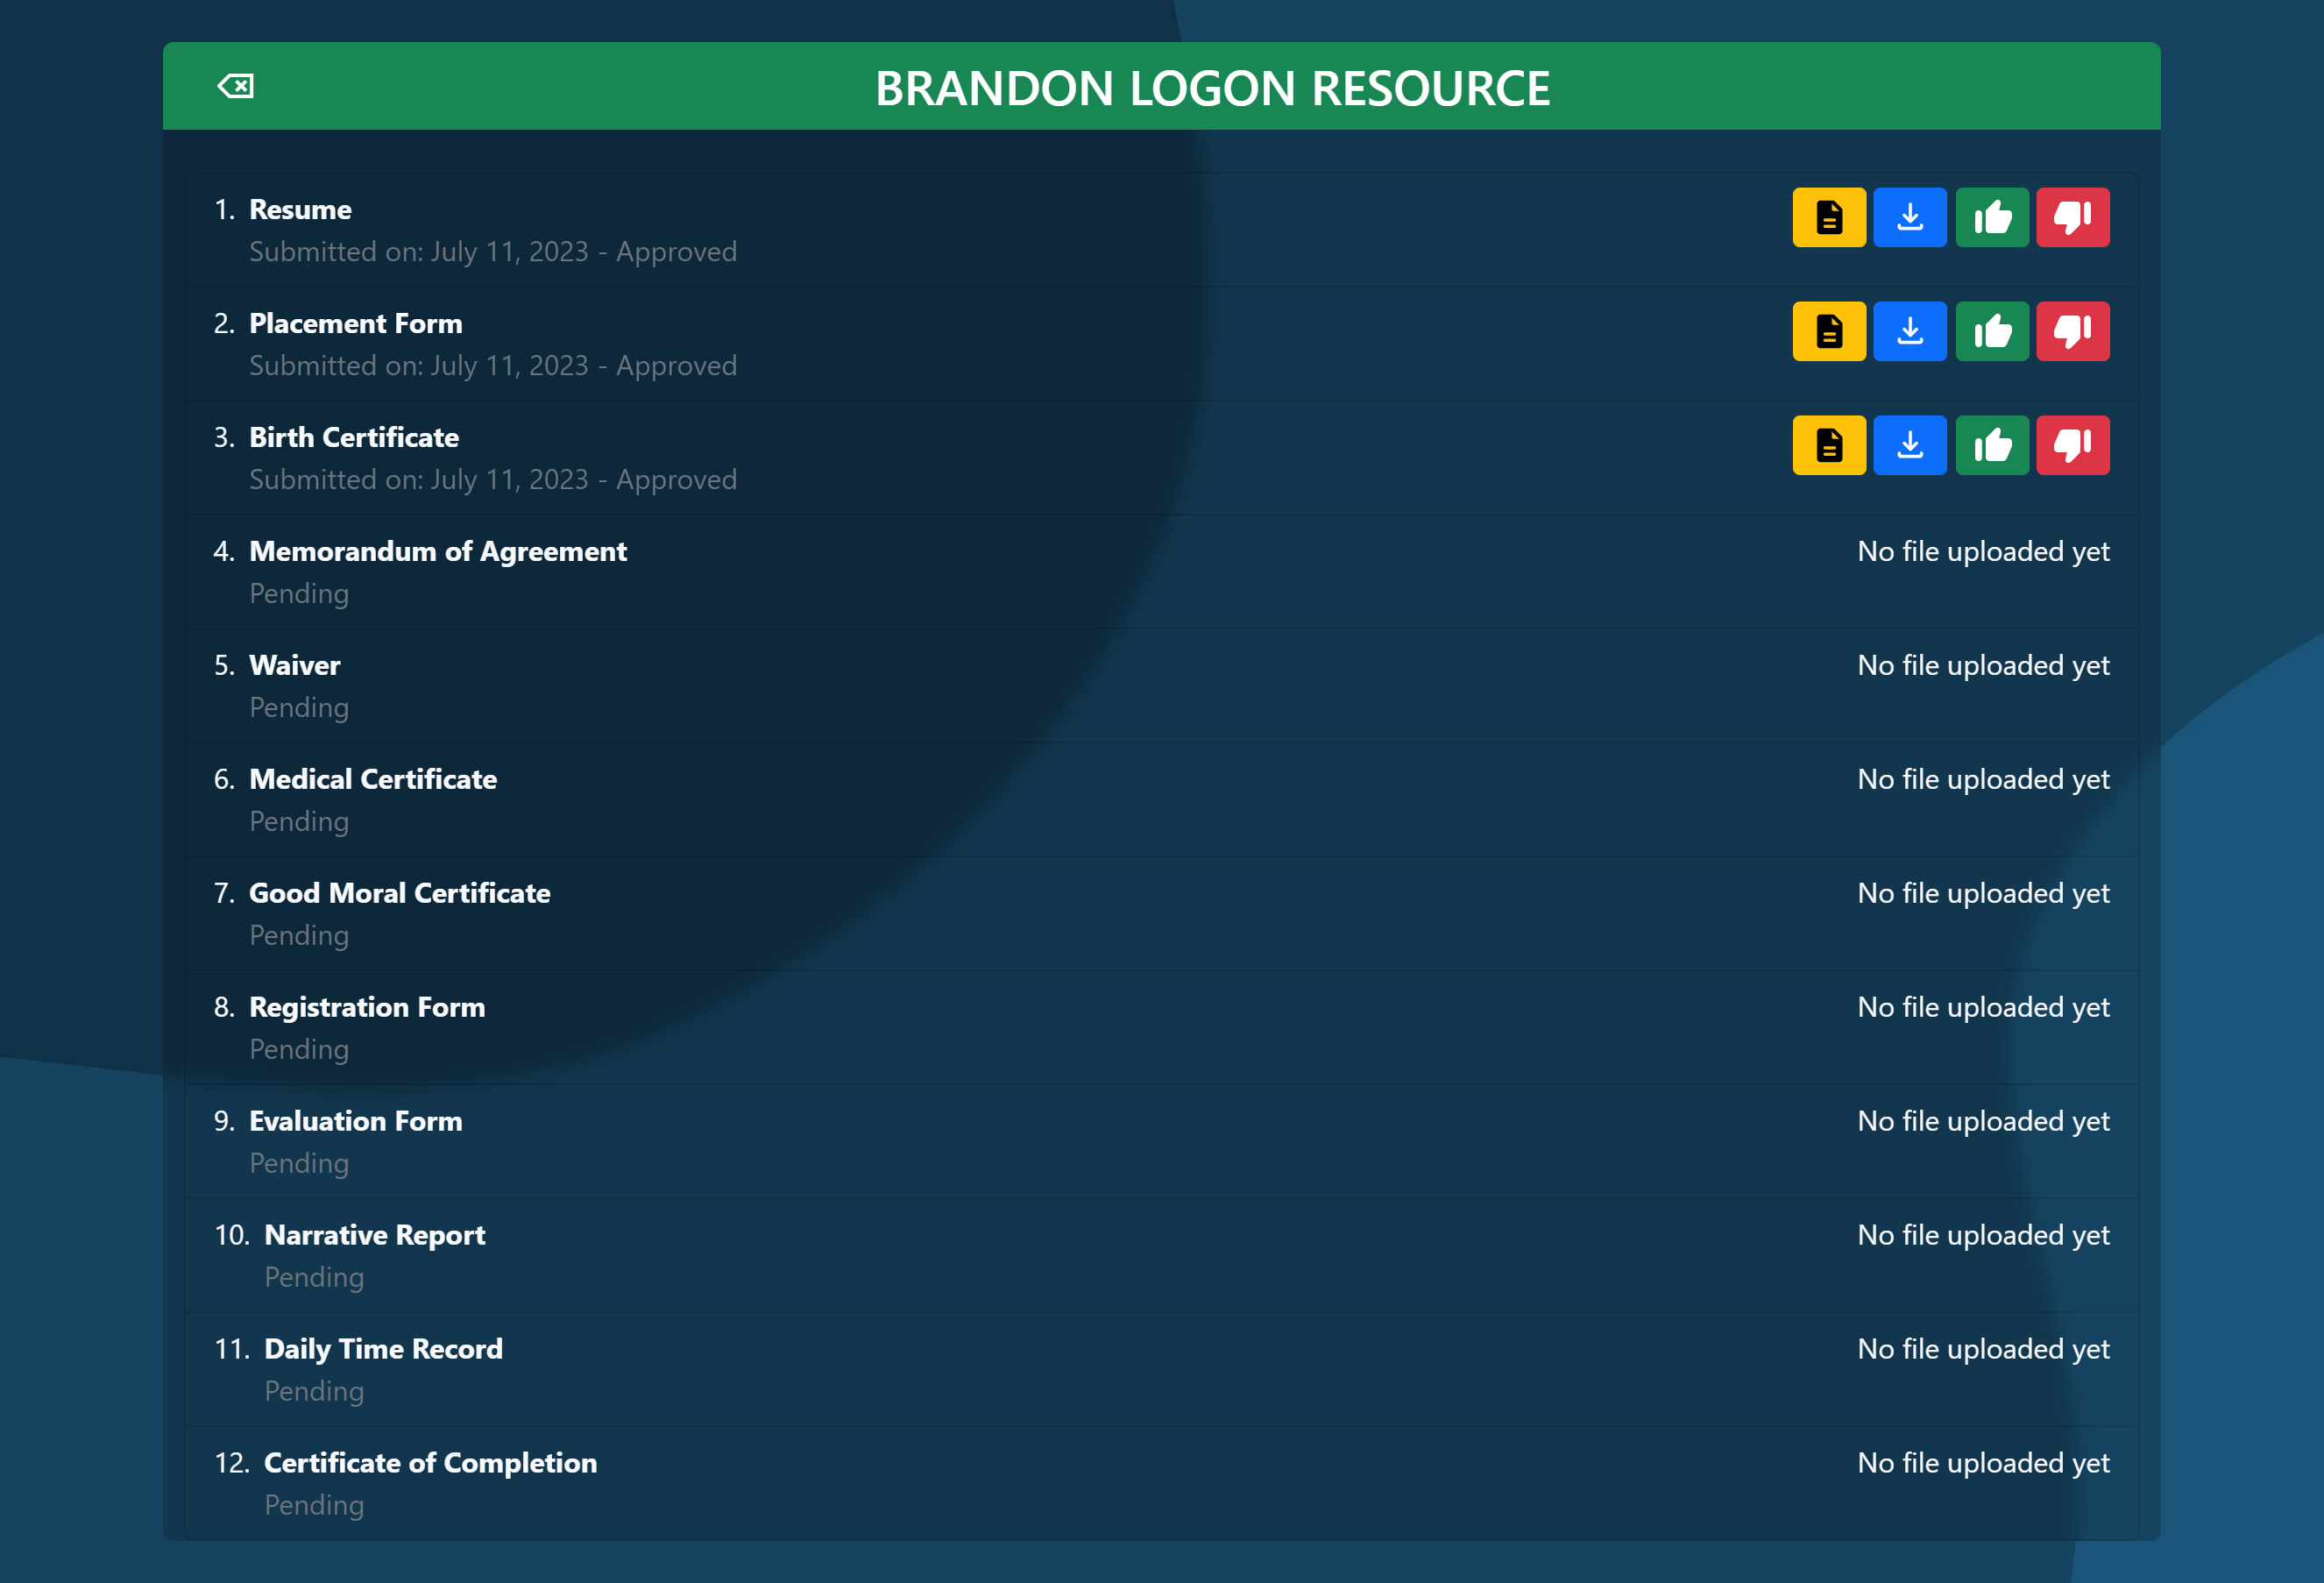 BRANDON LOGON RESOURCE
1. Resume
Submitted on: July 11, 2023 - Approved
2. Placement Form
Submitted on: July 11, 2023 - Approved
3. Birth Certificate
Submitted on: July 11, 2023 - Approved
4. Memorandum of Agreement No file uploaded yet
Pending
5. Waiver No file uploaded yet
Pending
6. Medical Certificate No file uploaded yet
Pending
7. Good Moral Certificate No file uploaded yet
Pending
8. Registration Form No file uploaded yet
Pending
9. Evaluation Form No file uploaded yet
Pending
10. Narrative Report No file uploaded yet
Pending
11. Daily Time Record No file uploaded yet
Pending
12. Certificate of Completion No file uploaded yet
Pending